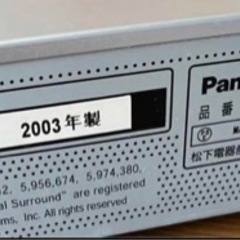 2003年製
Pan
品番
松下電器
2, 5,956,674, 5,974,380,
al Surround" are registered
ms, Inc. All rights reserved